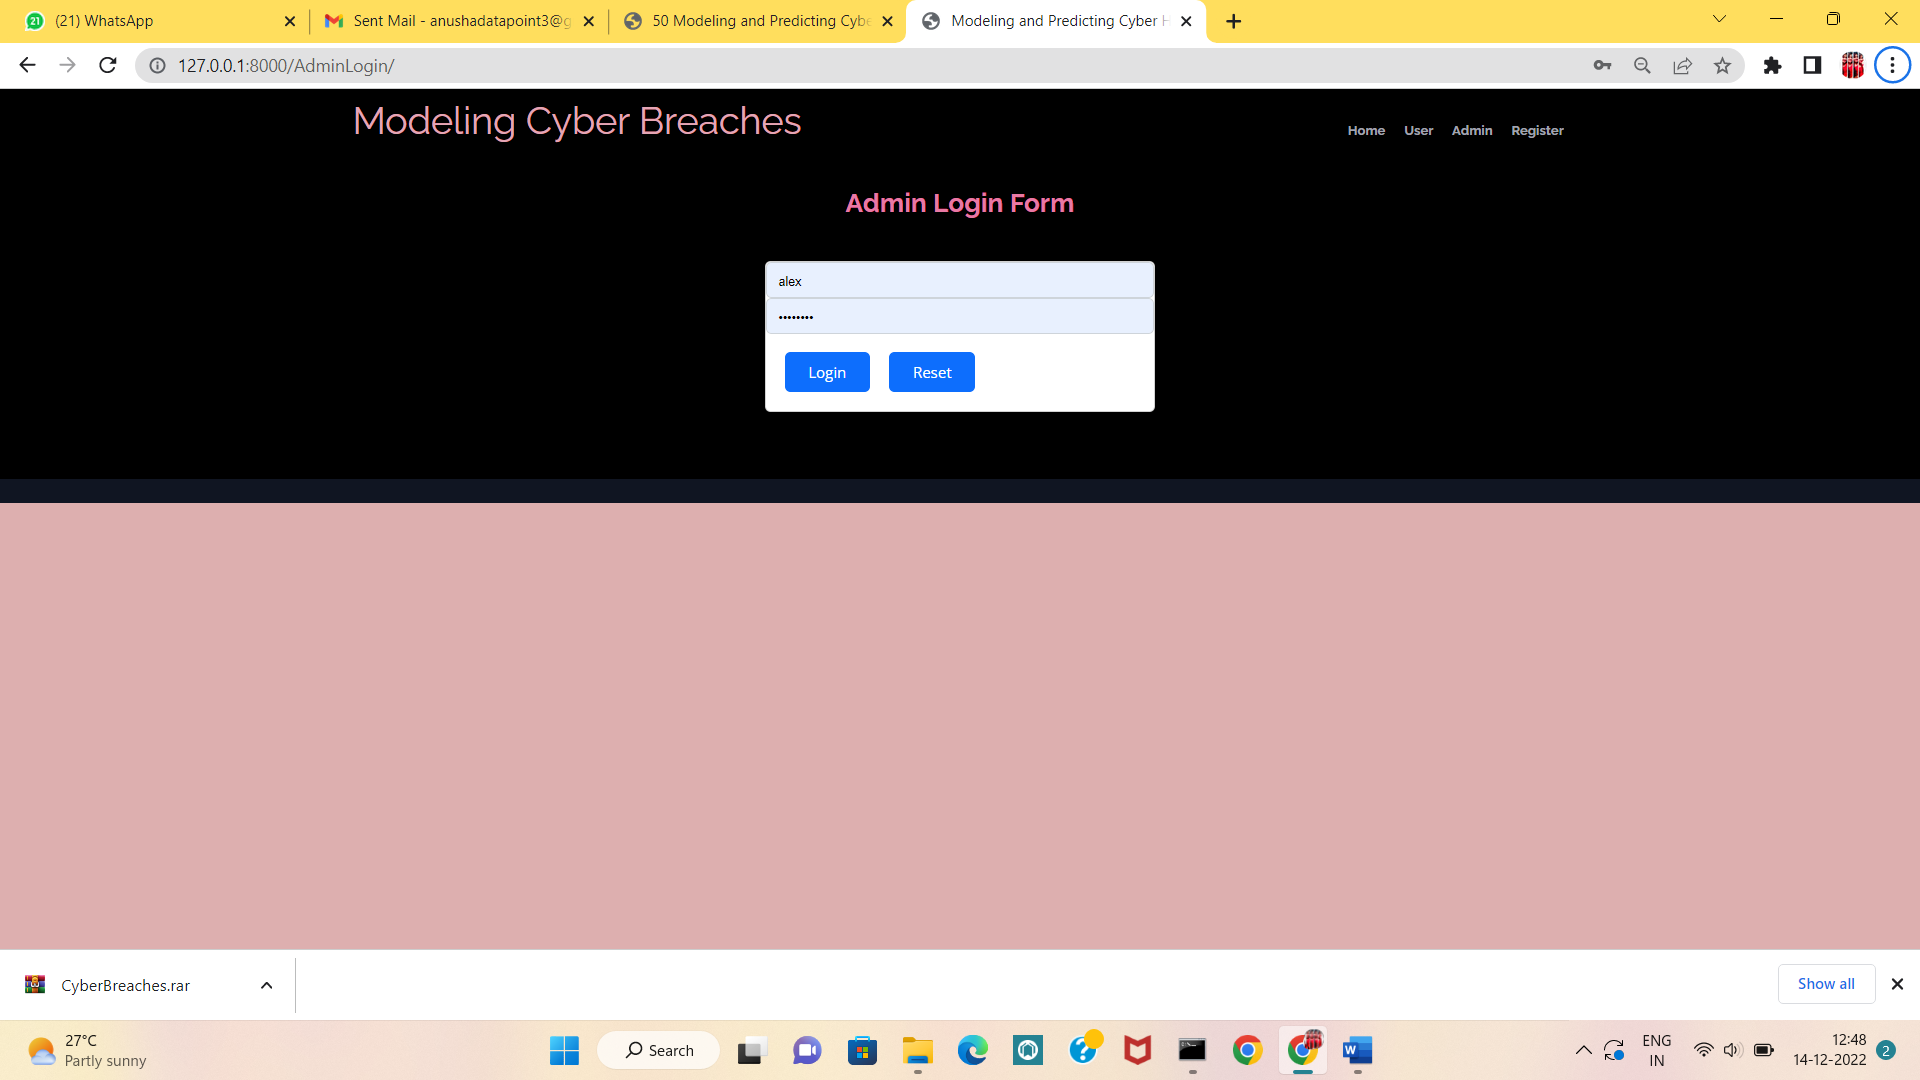 (21) WhatsApp
Sent Mail - anushadatapoint3@g
50 Modeling and Predicting Cybe
Modeling and Predicting Cyber H
127.0.0.1:8000/AdminLogin/
Modeling Cyber Breaches
Home User Admin Register
Admin Login Form
alex
••••••••
Login Reset
CyberBreaches.rar
Show all
27°C
Partly sunny
Search
ENG
IN
12:48
14-12-2022
2